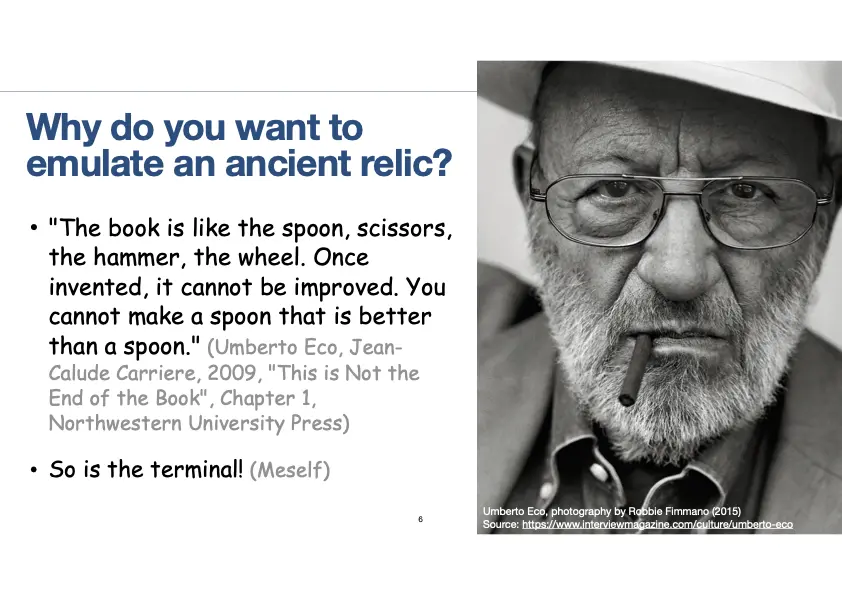 Why do you want to
emulate an ancient relic?
• "The book is like the spoon, scissors,
the hammer, the wheel. Once
invented, it cannot be improved. You
cannot make a spoon that is better
than a spoon." (Umberto Eco, Jean-
Calude Carriere, 2009, "This is Not the
End of the Book", Chapter 1,
Northwestern University Press)
• So is the terminal! (Meself)
6
Umberto Eco, photography by Robbie Fimmano (2015)
Source: https://www.interviewmagazine.com/culture/umberto-eco